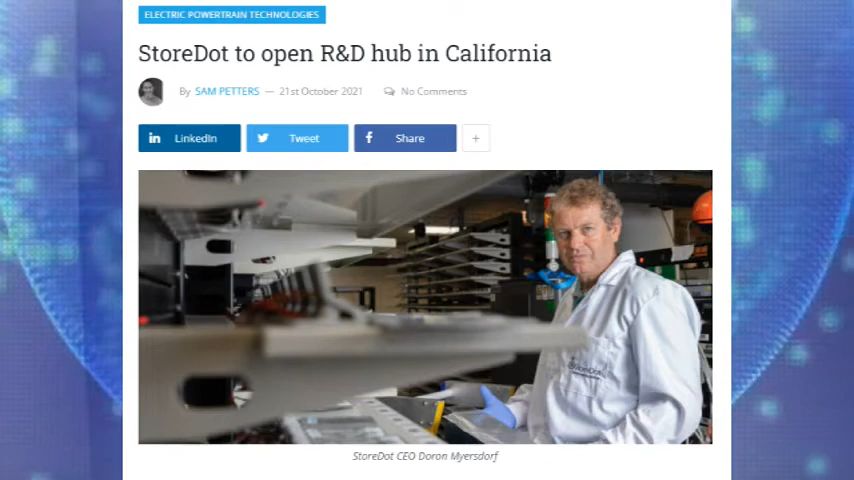 ELECTRIC POWERTRAIN TECHNOLOGIES
StoreDot to open R&D hub in California
By SAM PETTERS — 21st October 2021 No Comments
LinkedIn Tweet Share +
StoreDot
StoreDot CEO Doron Myersdorf